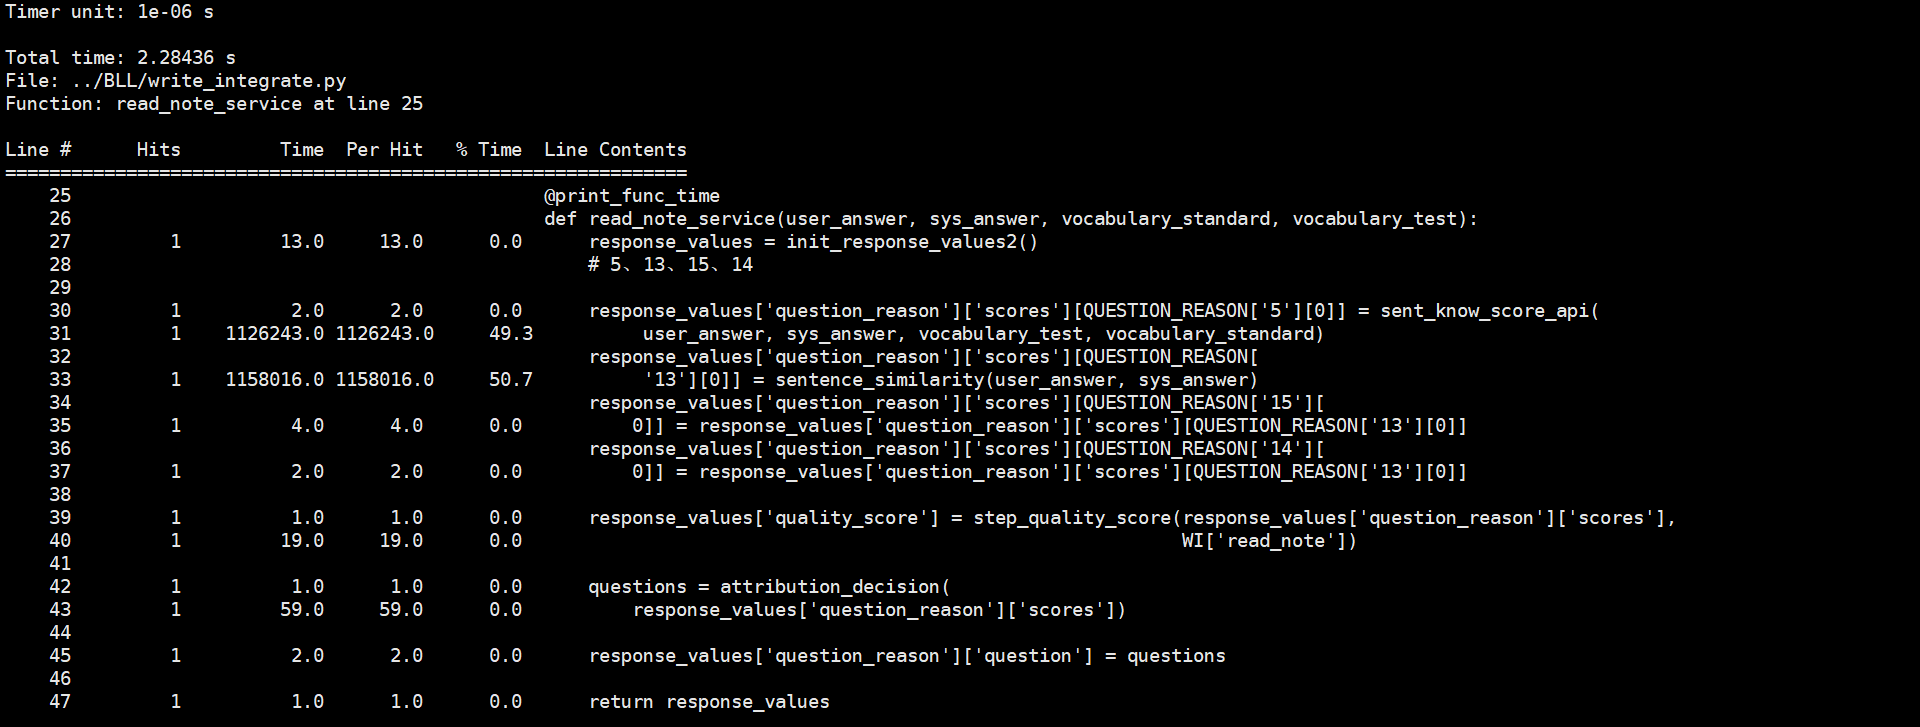 Timer unit: 1e-06 s
Total time: 2.28436 s
File: ../BLL/write_integrate.py
Function: read_note_service at line 25
Line #      Hits         Time  Per Hit   % Time  Line Contents
==============================================================
    25                                           @print_func_time
    26                                           def read_note_service(user_answer, sys_answer, vocabulary_standard, vocabulary_test):
    27         1         13.0     13.0      0.0      response_values = init_response_values2()
    28                                               # 5、13、15、14
    29
    30         1          2.0      2.0      0.0      response_values['question_reason']['scores'][QUESTION_REASON['5'][0]] = sent_know_score_api(
    31         1    1126243.0 1126243.0     49.3          user_answer, sys_answer, vocabulary_test, vocabulary_standard)
    32                                               response_values['question_reason']['scores'][QUESTION_REASON[
    33         1    1158016.0 1158016.0     50.7          '13'][0]] = sentence_similarity(user_answer, sys_answer)
    34                                               response_values['question_reason']['scores'][QUESTION_REASON['15'][
    35         1          4.0      4.0      0.0          0]] = response_values['question_reason']['scores'][QUESTION_REASON['13'][0]]
    36                                               response_values['question_reason']['scores'][QUESTION_REASON['14'][
    37         1          2.0      2.0      0.0          0]] = response_values['question_reason']['scores'][QUESTION_REASON['13'][0]]
    38
    39         1          1.0      1.0      0.0      response_values['quality_score'] = step_quality_score(response_values['question_reason']['scores'],
    40         1         19.0     19.0      0.0                                                            WI['read_note'])
    41
    42         1          1.0      1.0      0.0      questions = attribution_decision(
    43         1         59.0     59.0      0.0          response_values['question_reason']['scores'])
    44
    45         1          2.0      2.0      0.0      response_values['question_reason']['question'] = questions
    46
    47         1          1.0      1.0      0.0      return response_values